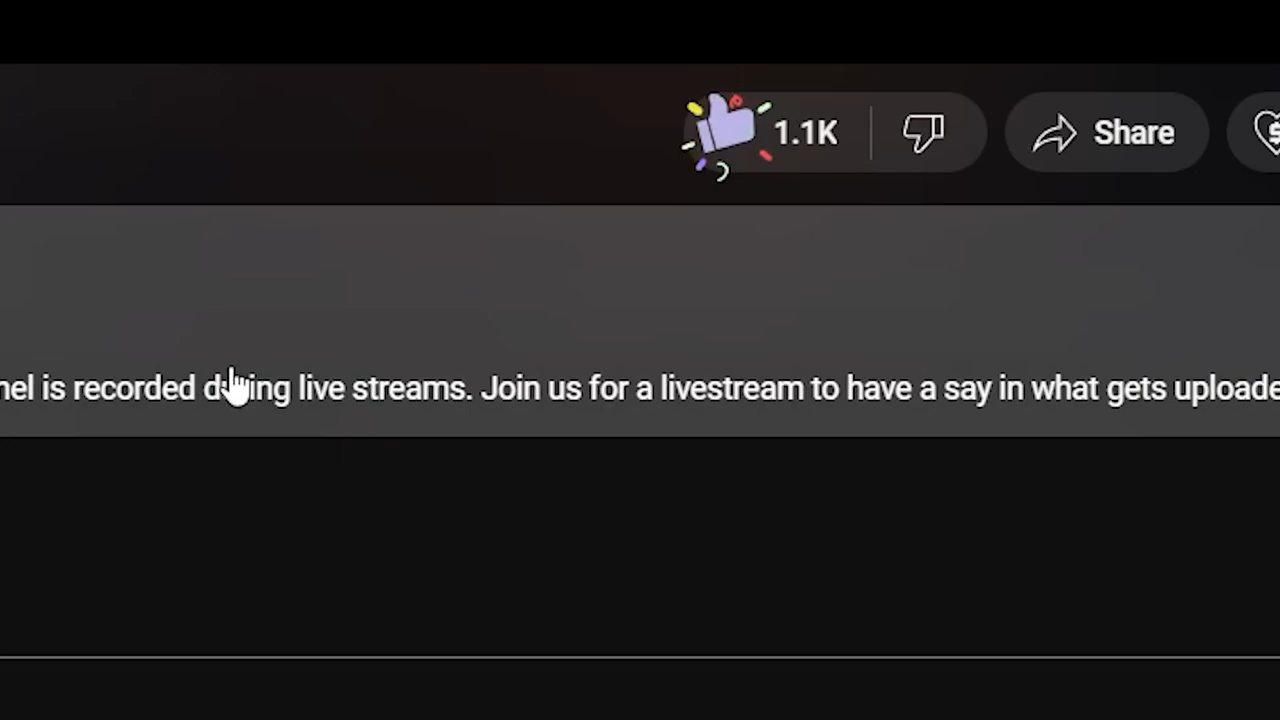 1.1K
Share
nel is recorded during live streams. Join us for a livestream to have a say in what gets uploade